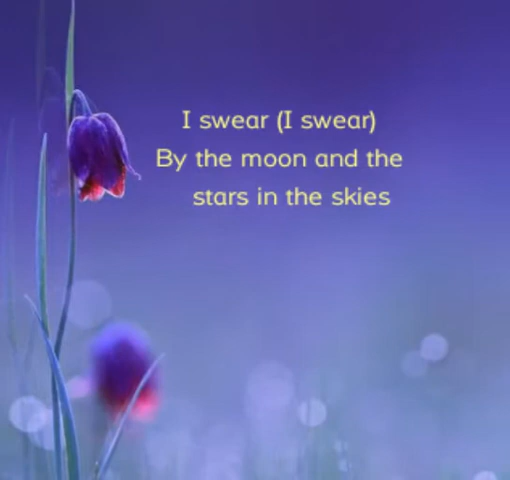 I swear (I swear)
By the moon and the
stars in the skies